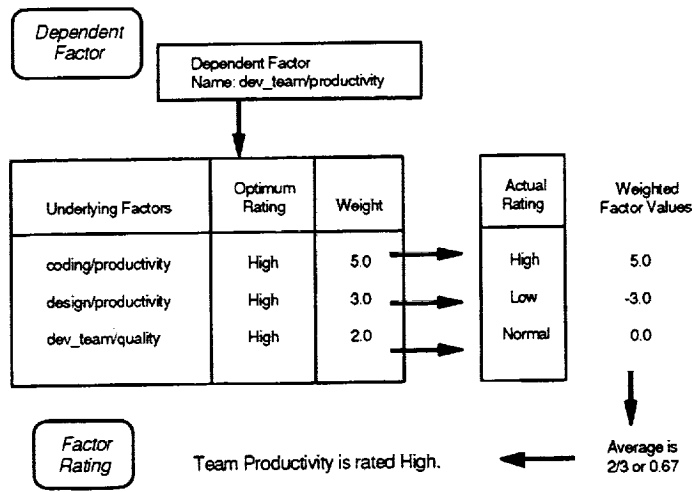 Dependent
Factor
Dependent Factor
Name: dev_team/productivity
Underlying Factors
Optimum
Rating
Weight
Actual
Rating
Weighted
Factor Values
coding/productivity High 5.0 High 5.0
design/productivity High 3.0 Low -3.0
dev_team/quality High 2.0 Normal 0.0
Factor
Rating
Team Productivity is rated High.
Average is
2/3 or 0.67